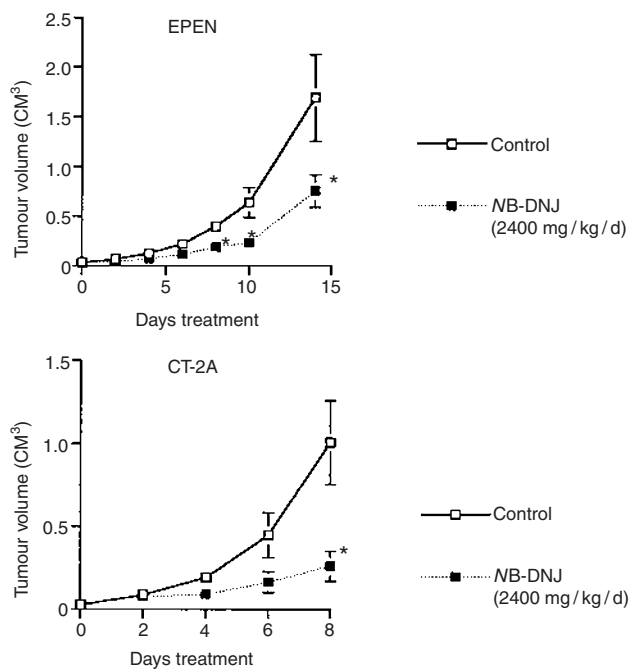 EPEN
Tumour volume (CM³)
2.5
2.0
1.5
1.0
0.5
0
0 5 10 15
Days treatment
* * *
Control
NB-DNJ
(2400 mg / kg / d)
CT-2A
Tumour volume (CM³)
1.5
1.0
0.5
0
0 2 4 6 8
Days treatment
*
Control
NB-DNJ
(2400 mg / kg / d)